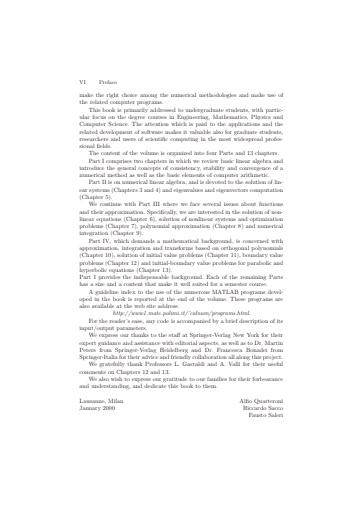 VI Preface
make the right choice among the numerical methodologies and make use of
the related computer programs.
This book is primarily addressed to undergraduate students, with partic-
ular focus on the degree courses in Engineering, Mathematics, Physics and
Computer Science. The attention which is paid to the applications and the
related development of software makes it valuable also for graduate students,
researchers and users of scientific computing in the most widespread profes-
sional fields.
The content of the volume is organized into four Parts and 13 chapters.
Part I comprises two chapters in which we review basic linear algebra and
introduce the general concepts of consistency, stability and convergence of a
numerical method as well as the basic elements of computer arithmetic.
Part II is on numerical linear algebra, and is devoted to the solution of lin-
ear systems (Chapters 3 and 4) and eigenvalues and eigenvectors computation
(Chapter 5).
We continue with Part III where we face several issues about functions
and their approximation. Specifically, we are interested in the solution of non-
linear equations (Chapter 6), solution of nonlinear systems and optimization
problems (Chapter 7), polynomial approximation (Chapter 8) and numerical
integration (Chapter 9).
Part IV, which demands a mathematical background, is concerned with
approximation, integration and transforms based on orthogonal polynomials
(Chapter 10), solution of initial value problems (Chapter 11), boundary value
problems (Chapter 12) and initial-boundary value problems for parabolic and
hyperbolic equations (Chapter 13).
Part I provides the indispensable background. Each of the remaining Parts
has a size and a content that make it well suited for a semester course.
A guideline index to the use of the numerous MATLAB programs devel-
oped in the book is reported at the end of the volume. These programs are
also available at the web site address:
http://www1.mate.polimi.it/˜calnum/programs.html
For the reader's ease, any code is accompanied by a brief description of its
input/output parameters.
We express our thanks to the staff at Springer-Verlag New York for their
expert guidance and assistance with editorial aspects, as well as to Dr. Martin
Peters from Springer-Verlag Heidelberg and Dr. Francesca Bonadei from
Springer-Italia for their advice and friendly collaboration all along this project.
We gratefully thank Professors L. Gastaldi and A. Valli for their useful
comments on Chapters 12 and 13.
We also wish to express our gratitude to our families for their forbearance
and understanding, and dedicate this book to them.
Lausanne, Milan Alfio Quarteroni
January 2000 Riccardo Sacco
Fausto Saleri